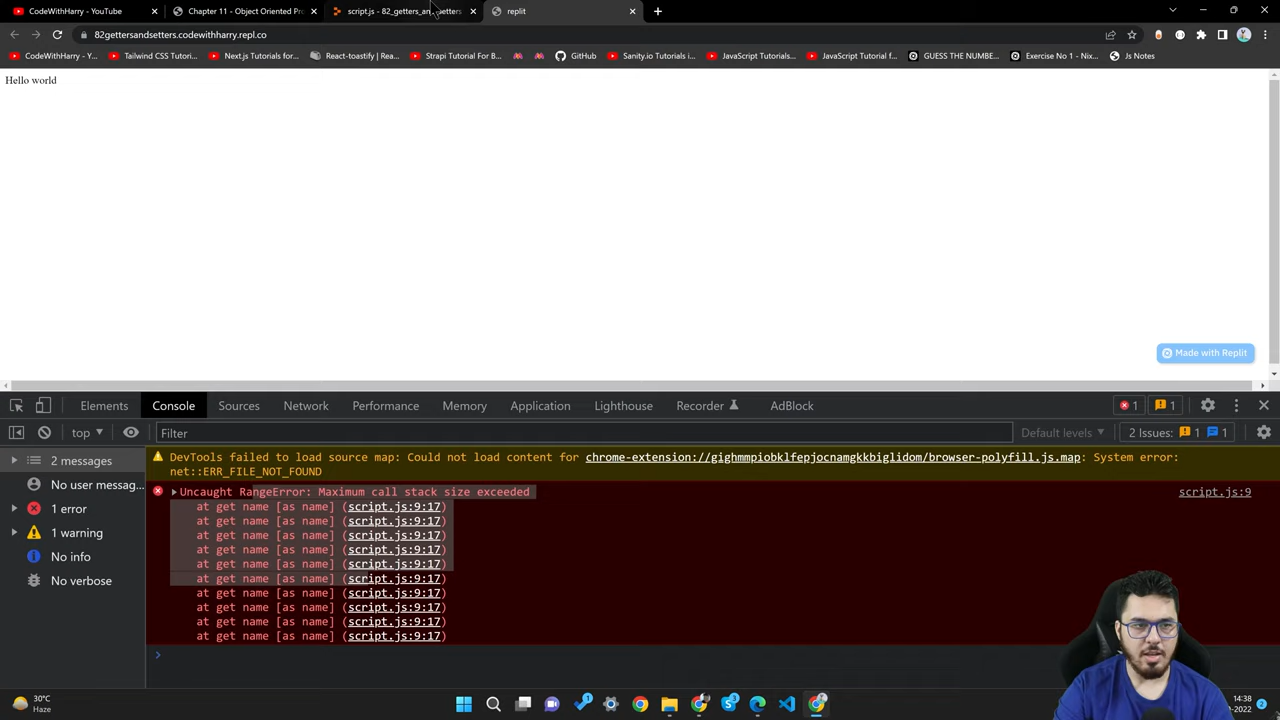 CodeWithHarry - YouTube
Chapter 11 - Object Oriented Pro
script.js - 82_getters_and_setters
replit
82gettersandsetters.codewithharry.repl.co
CodeWithHarry - Y...
Tailwind CSS Tutori...
Next.js Tutorials for...
React-toastify | Rea...
Strapi Tutorial For B...
GitHub
Sanity.io Tutorials i...
JavaScript Tutorials...
JavaScript Tutorial f...
GUESS THE NUMBE...
Exercise No 1 - Nix...
Js Notes
Hello world
Made with Replit
Elements
Console
Sources
Network
Performance
Memory
Application
Lighthouse
Recorder
AdBlock
1
1
top
Filter
Default levels
2 Issues:
1
1
2 messages
No user messag...
1 error
1 warning
No info
No verbose
DevTools failed to load source map: Could not load content for chrome-extension://gighmmpiobklfepjocnamgkkbiglidom/browser-polyfill.js.map: System error:
net::ERR_FILE_NOT_FOUND
Uncaught RangeError: Maximum call stack size exceeded
script.js:9
at get name [as name] (script.js:9:17)
at get name [as name] (script.js:9:17)
at get name [as name] (script.js:9:17)
at get name [as name] (script.js:9:17)
at get name [as name] (script.js:9:17)
at get name [as name] (script.js:9:17)
at get name [as name] (script.js:9:17)
at get name [as name] (script.js:9:17)
at get name [as name] (script.js:9:17)
at get name [as name] (script.js:9:17)
30°C
Haze
14:38
-2022
2